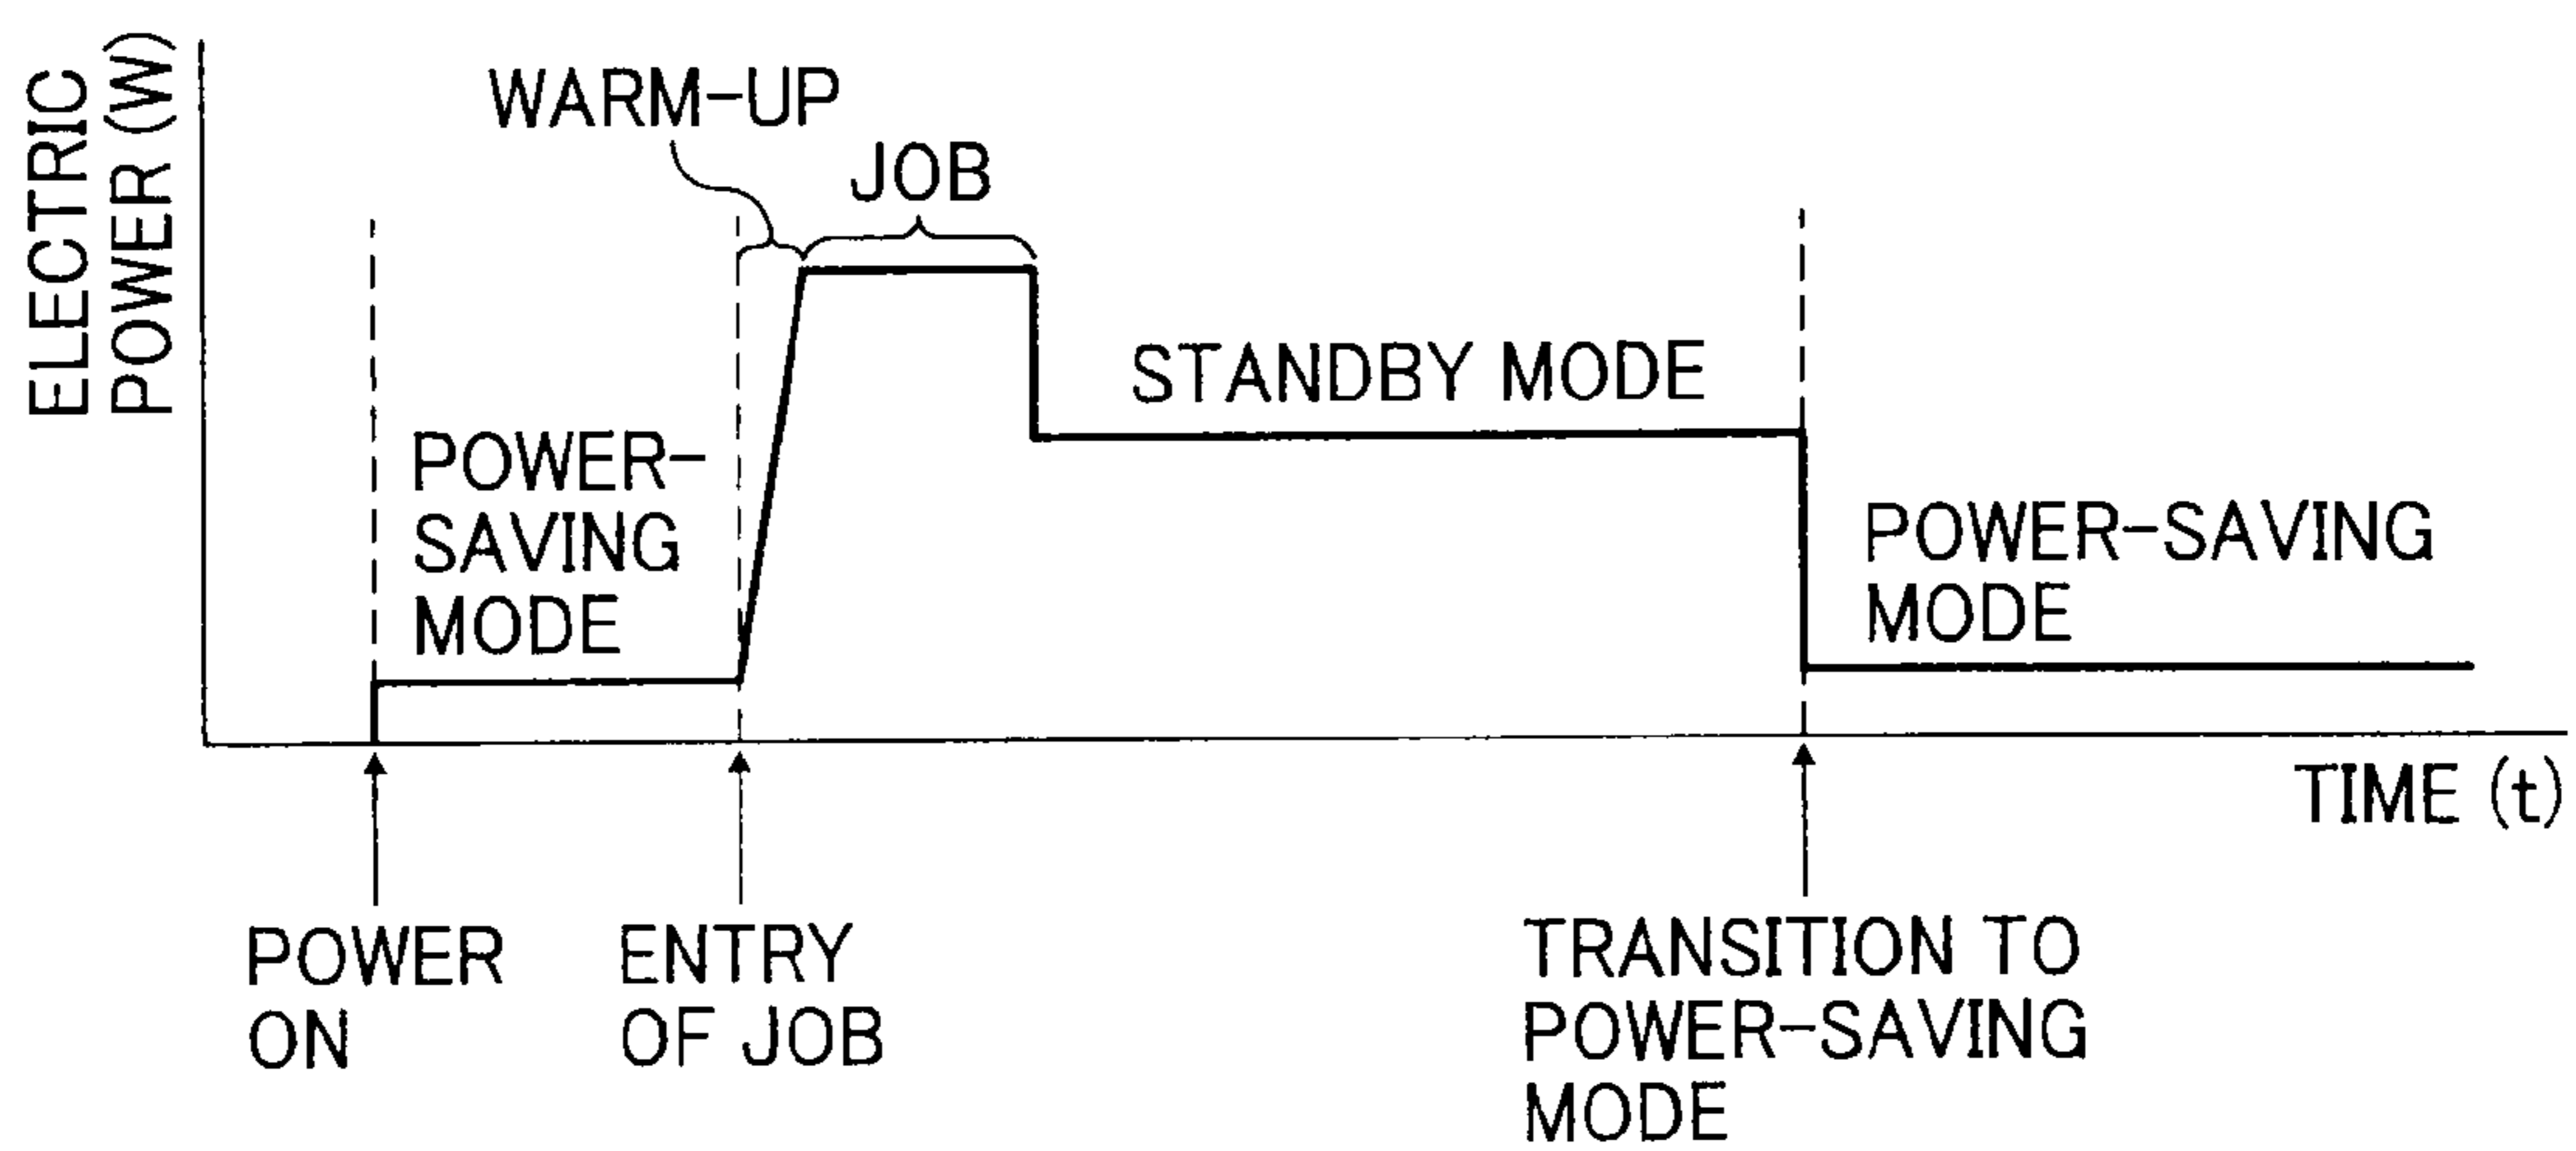 ELECTRIC
POWER (W)
WARM-UP
JOB
STANDBY MODE
POWER-
SAVING
MODE
POWER-SAVING
MODE
TIME (t)
POWER
ON
ENTRY
OF JOB
TRANSITION TO
POWER-SAVING
MODE